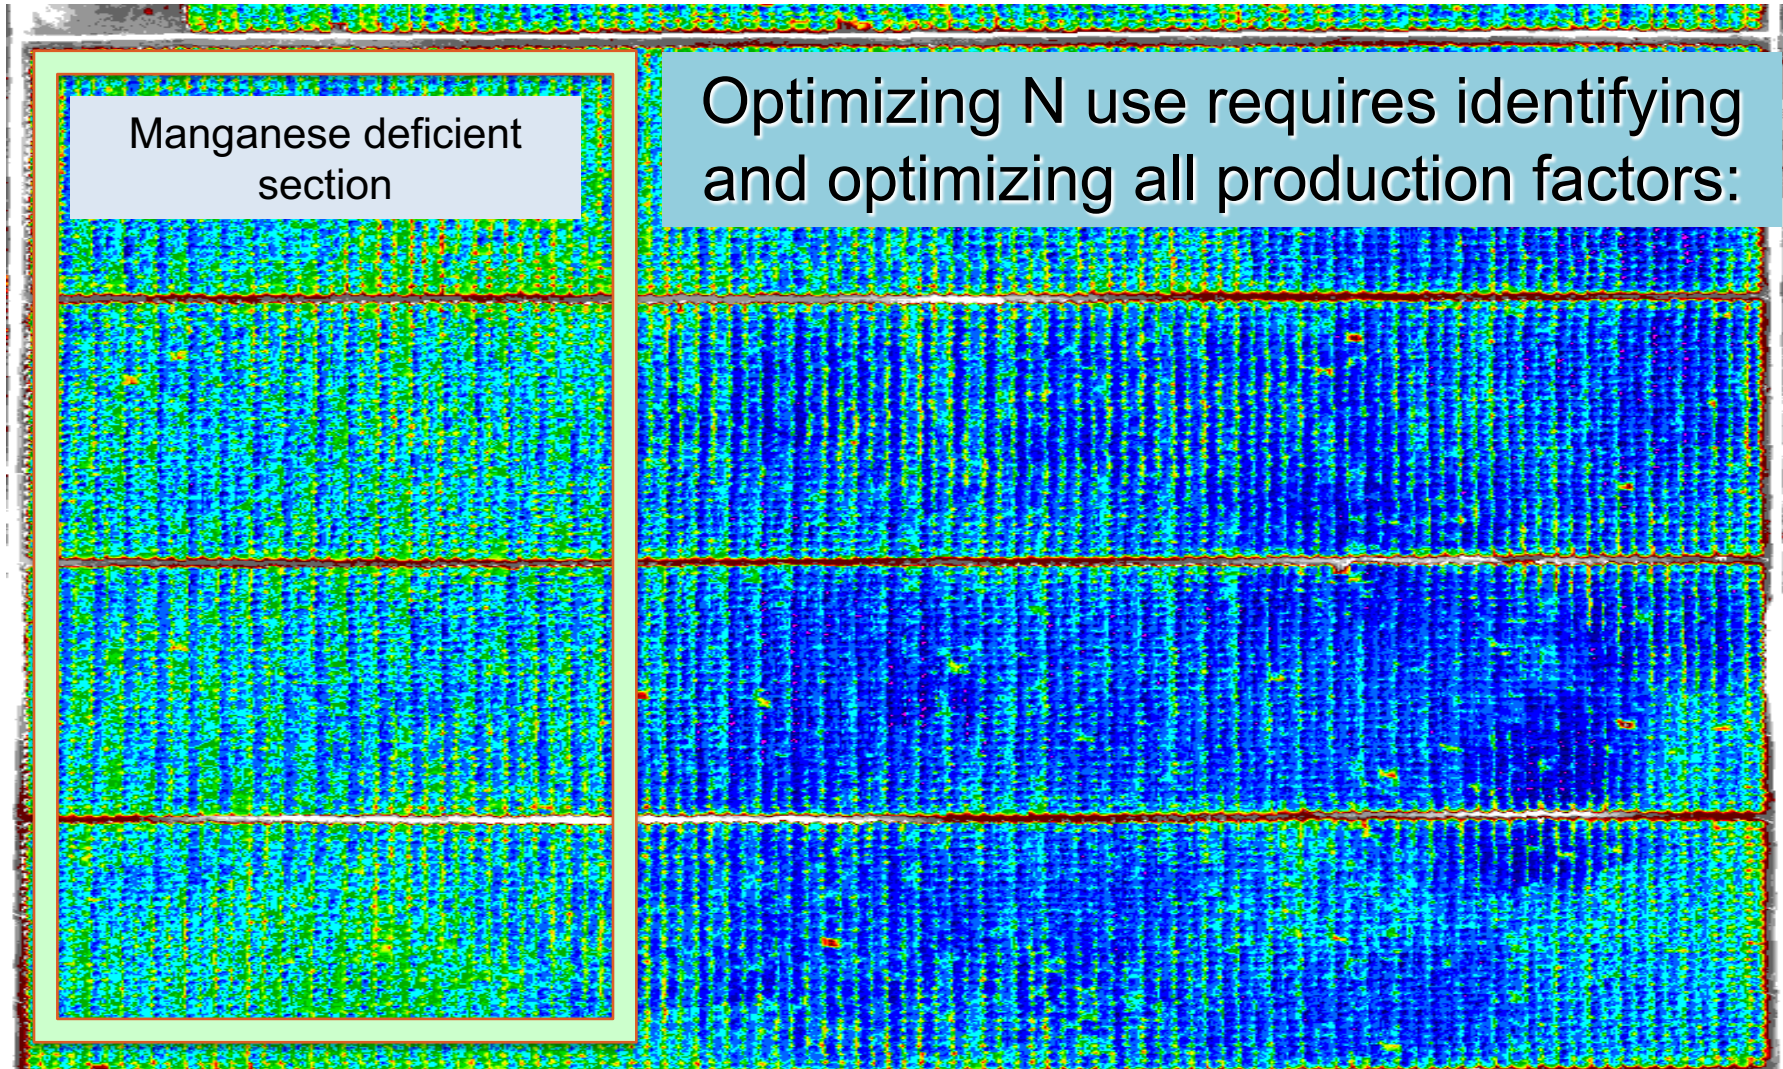 Manganese deficient
section
Optimizing N use requires identifying
and optimizing all production factors: